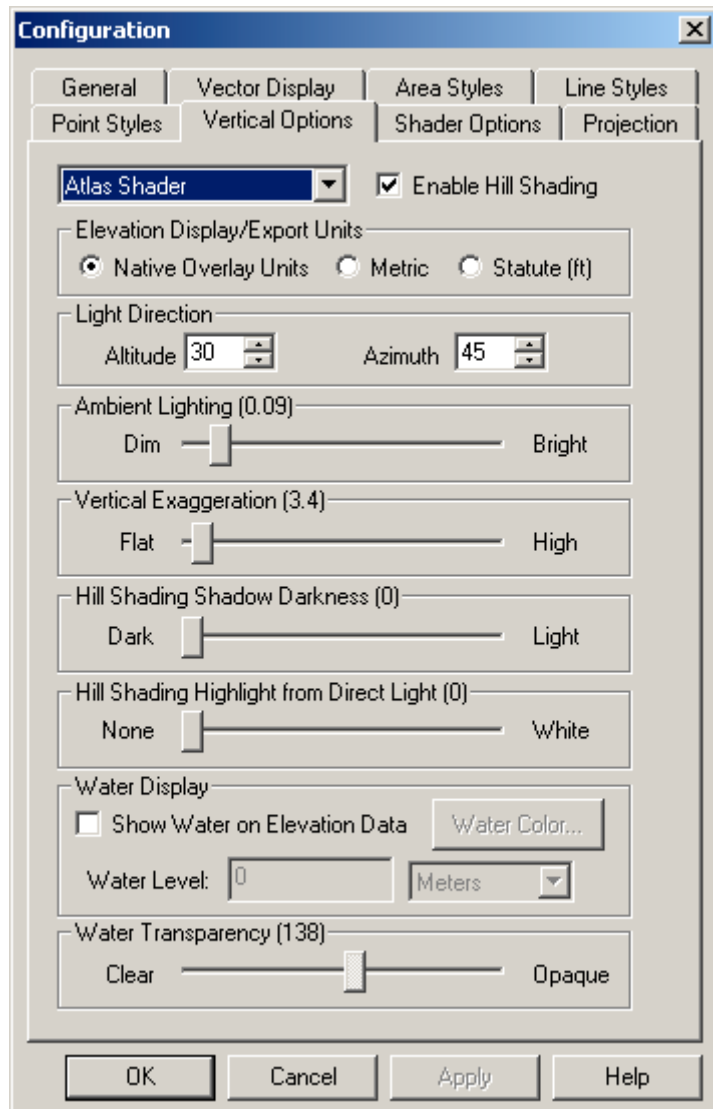 Configuration
General Vector Display Area Styles Line Styles
Point Styles Vertical Options Shader Options Projection
Atlas Shader Enable Hill Shading
Elevation Display/Export Units
Native Overlay Units Metric Statute (ft)
Light Direction
Altitude 30 Azimuth 45
Ambient Lighting (0.09)
Dim Bright
Vertical Exaggeration (3.4)
Flat High
Hill Shading Shadow Darkness (0)
Dark Light
Hill Shading Highlight from Direct Light (0)
None White
Water Display
Show Water on Elevation Data Water Color...
Water Level: 0 Meters
Water Transparency (138)
Clear Opaque
OK Cancel Apply Help